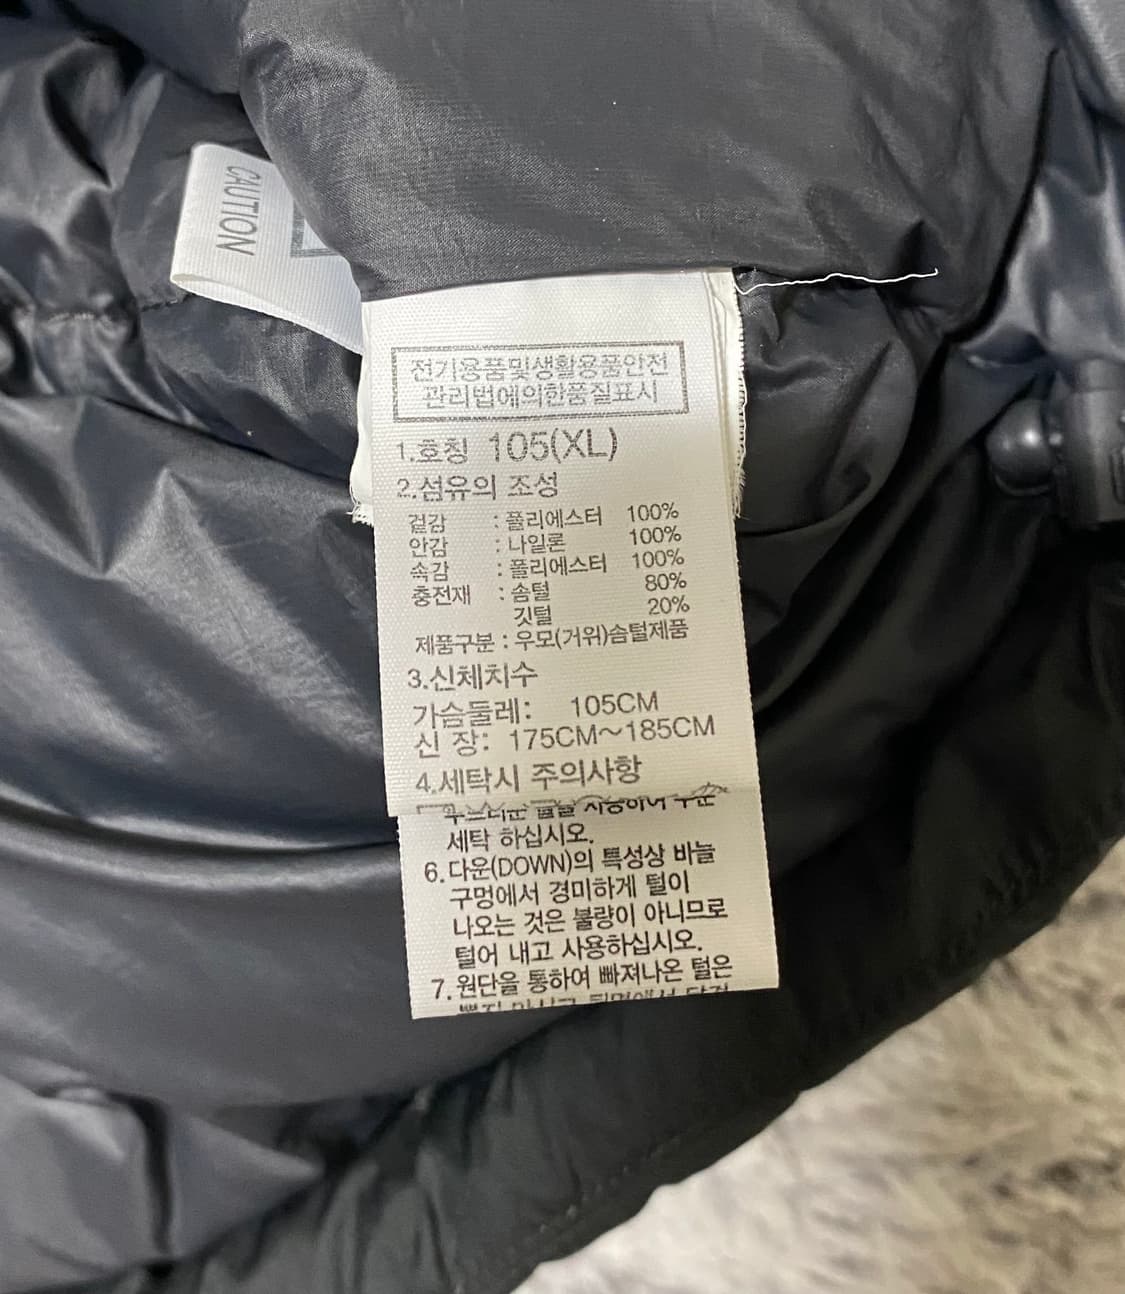 CAUTION
전기용품및생활용품안전
관리법에의한품질표시
1.호칭 105(XL)
2.섬유의 조성
겉감 : 폴리에스터 100%
안감 : 나일론 100%
속감 : 폴리에스터 100%
충전재 : 솜털 80%
깃털 20%
제품구분 : 우모(거위)솜털제품
3.신체치수
가슴둘레: 105CM
신 장: 175CM~185CM
4.세탁시 주의사항
세탁 하십시오.
6.다운(DOWN)의 특성상 바늘
구멍에서 경미하게 털이
나오는 것은 불량이 아니므로
털어 내고 사용하십시오.
7.원단을 통하여 빠져나온 털은